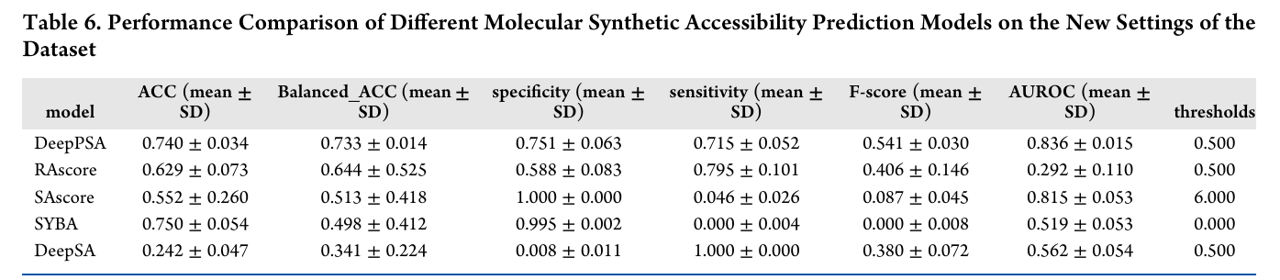 Table 6. Performance Comparison of Different Molecular Synthetic Accessibility Prediction Models on the New Settings of the
Dataset
model ACC (mean ± SD) Balanced_ACC (mean ± SD) specificity (mean ± SD) sensitivity (mean ± SD) F-score (mean ± SD) AUROC (mean ± SD) thresholds
DeepPSA 0.740 ± 0.034 0.733 ± 0.014 0.751 ± 0.063 0.715 ± 0.052 0.541 ± 0.030 0.836 ± 0.015 0.500
RAscore 0.629 ± 0.073 0.644 ± 0.525 0.588 ± 0.083 0.795 ± 0.101 0.406 ± 0.146 0.292 ± 0.110 0.500
SAscore 0.552 ± 0.260 0.513 ± 0.418 1.000 ± 0.000 0.046 ± 0.026 0.087 ± 0.045 0.815 ± 0.053 6.000
SYBA 0.750 ± 0.054 0.498 ± 0.412 0.995 ± 0.002 0.000 ± 0.004 0.000 ± 0.008 0.519 ± 0.053 0.000
DeepSA 0.242 ± 0.047 0.341 ± 0.224 0.008 ± 0.011 1.000 ± 0.000 0.380 ± 0.072 0.562 ± 0.054 0.500